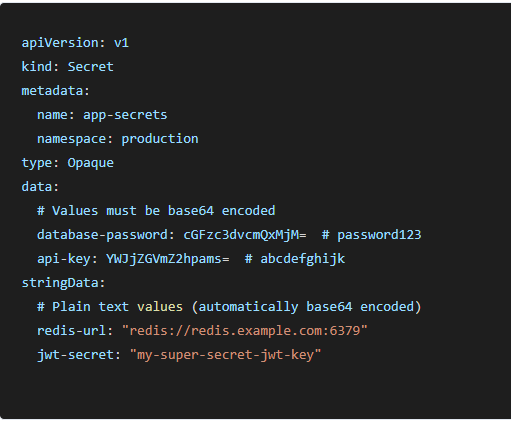 apiVersion: v1
kind: Secret
metadata:
  name: app-secrets
  namespace: production
type: Opaque
data:
  # Values must be base64 encoded
  database-password: cGFzc3dvcmQxMjM=  # password123
  api-key: YWJjZGVmZ2hpams=  # abcdefghijk
stringData:
  # Plain text values (automatically base64 encoded)
  redis-url: "redis://redis.example.com:6379"
  jwt-secret: "my-super-secret-jwt-key"